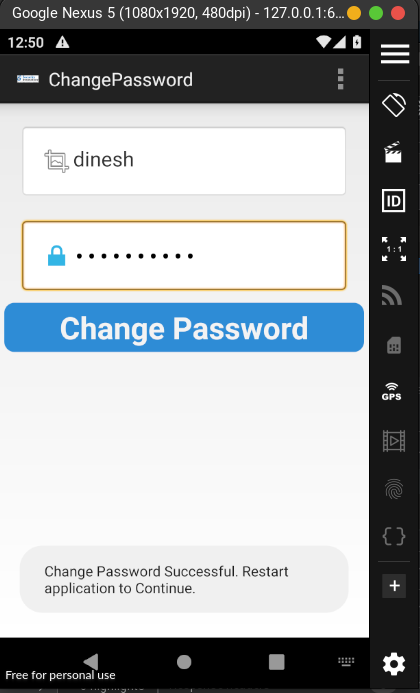 Google Nexus 5 (1080x1920, 480dpi) - 127.0.0.1:6...
12:50
ChangePassword
dinesh
Change Password
Change Password Successful. Restart
application to Continue.
Free for personal use
ID
1 : 1
GPS